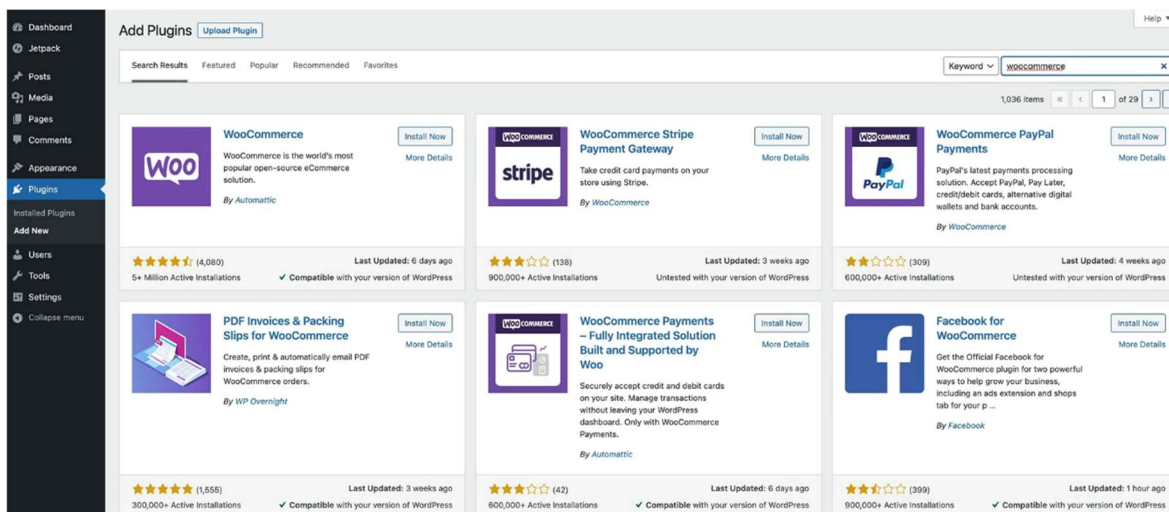 Dashboard
Jetpack
Posts
Media
Pages
Comments
Appearance
Plugins
Installed Plugins
Add New
Users
Tools
Settings
Collapse menu
Add Plugins Upload Plugin
Help
Search Results Featured Popular Recommended Favorites
Keyword woocommerce
1,036 items « ‹ 1 of 29 ›
Woo
WooCommerce
Install Now
More Details
WooCommerce is the world's most
popular open-source eCommerce
solution.
By Automattic
(4,080)
Last Updated: 6 days ago
5+ Million Active Installations
Compatible with your version of WordPress
WOO COMMERCE
stripe
WooCommerce Stripe
Payment Gateway
Install Now
More Details
Take credit card payments on your
store using Stripe.
By WooCommerce
(138)
Last Updated: 3 weeks ago
900,000+ Active Installations
Untested with your version of WordPress
WOO COMMERCE
PayPal
WooCommerce PayPal
Payments
Install Now
More Details
PayPal's latest payments processing
solution. Accept PayPal, Pay Later,
credit/debit cards, alternative digital
wallets and bank accounts.
By WooCommerce
(309)
Last Updated: 4 weeks ago
600,000+ Active Installations
Untested with your version of WordPress
PDF Invoices & Packing
Slips for WooCommerce
Install Now
More Details
Create, print & automatically email PDF
invoices & packing slips for
WooCommerce orders.
By WP Overnight
(1,555)
Last Updated: 3 weeks ago
300,000+ Active Installations
Compatible with your version of WordPress
WOO COMMERCE
WooCommerce Payments
– Fully Integrated Solution
Built and Supported by
Woo
Install Now
More Details
Securely accept credit and debit cards
on your site. Manage transactions
without leaving your WordPress
dashboard. Only with WooCommerce
Payments.
By Automattic
(42)
Last Updated: 6 days ago
600,000+ Active Installations
Compatible with your version of WordPress
Facebook for
WooCommerce
Install Now
More Details
Get the Official Facebook for
WooCommerce plugin for two powerful
ways to help grow your business,
including an ads extension and shops
tab for your p ...
By Facebook
(399)
Last Updated: 1 hour ago
900,000+ Active Installations
Compatible with your version of WordPress